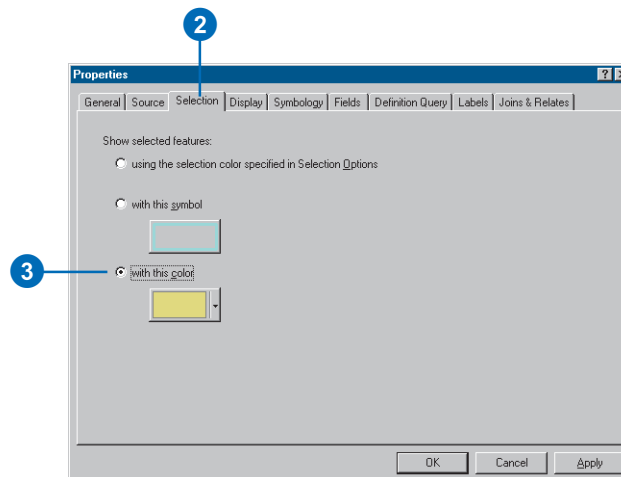 2
Properties
?
General Source Selection Display Symbology Fields Definition Query Labels Joins & Relates
Show selected features:
using the selection color specified in Selection Options
with this symbol
3
with this color
OK Cancel Apply